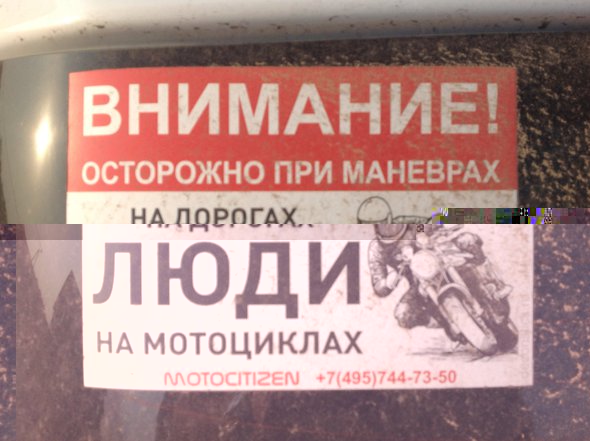 ВНИМАНИЕ!
ОСТОРОЖНО ПРИ МАНЕВРАХ
НА ДОРОГАХ
ЛЮДИ
НА МОТОЦИКЛАХ
MOTOCITIZEN +7(495)744-73-50